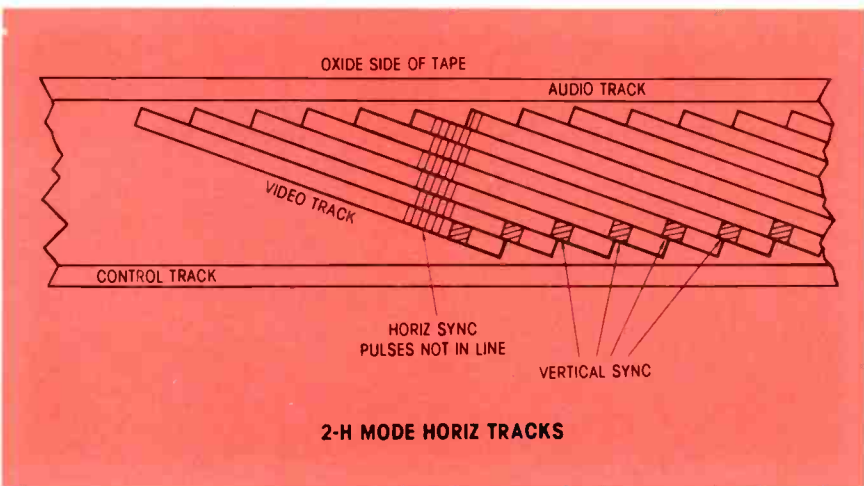 OXIDE SIDE OF TAPE
AUDIO TRACK
VIDEO TRACK
CONTROL TRACK
HORIZ SYNC
PULSES NOT IN LINE
VERTICAL SYNC
2-H MODE HORIZ TRACKS